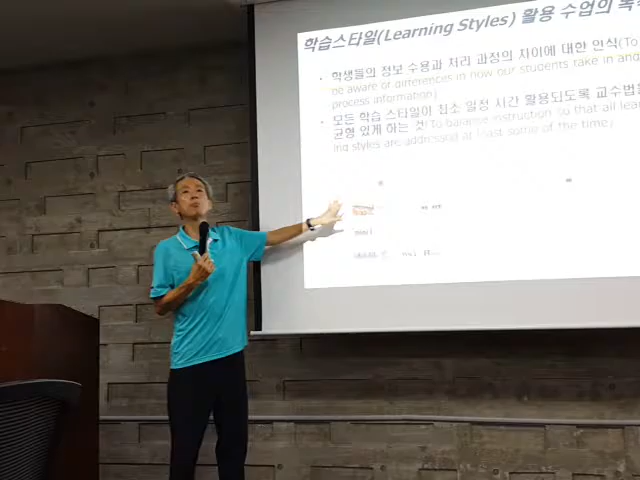 학습스타일(Learning Styles) 활용 수업의 목
• 학생들의 정보 수용과 처리 과정의 차이에 대한 인식(To
be aware of differences in how our students take in and
process information)
• 모든 학습 스타일이 최소 일정 시간 활용되도록 교수법을
균형 있게 하는 것(To balance instruction so that all lear
ing styles are addressed at least some of the time)